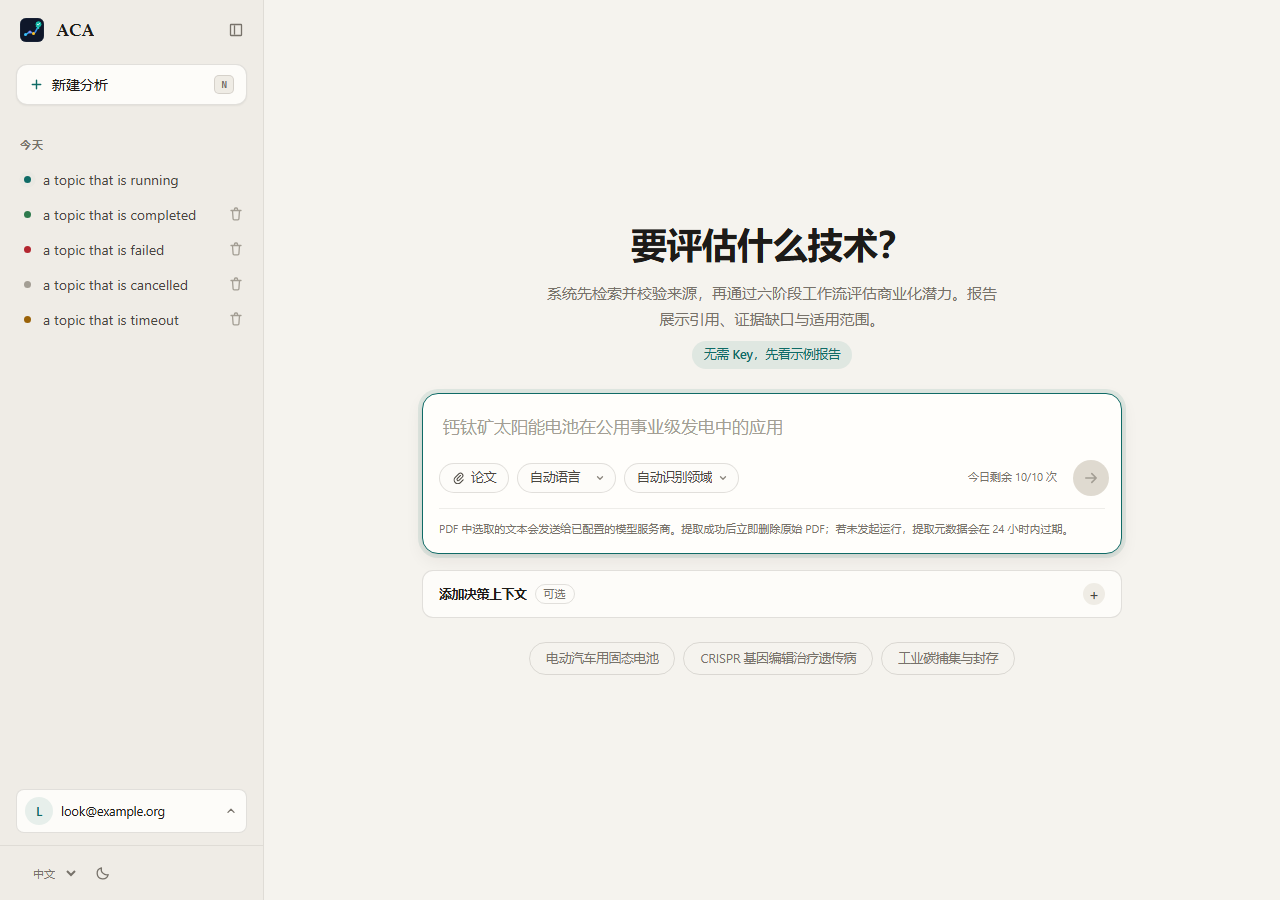 ACA
新建分析
N
今天
a topic that is running
a topic that is completed
a topic that is failed
a topic that is cancelled
a topic that is timeout
要评估什么技术？
系统先检索并校验来源，再通过六阶段工作流评估商业化潜力。报告
展示引用、证据缺口与适用范围。
无需 Key，先看示例报告
钙钛矿太阳能电池在公用事业级发电中的应用
论文
自动语言
自动识别领域
今日剩余 10/10 次
PDF 中选取的文本会发送给已配置的模型服务商。提取成功后立即删除原始 PDF；若未发起运行，提取元数据会在 24 小时内过期。
添加决策上下文
可选
+
电动汽车用固态电池
CRISPR 基因编辑治疗遗传病
工业碳捕集与封存
L
look@example.org
中文